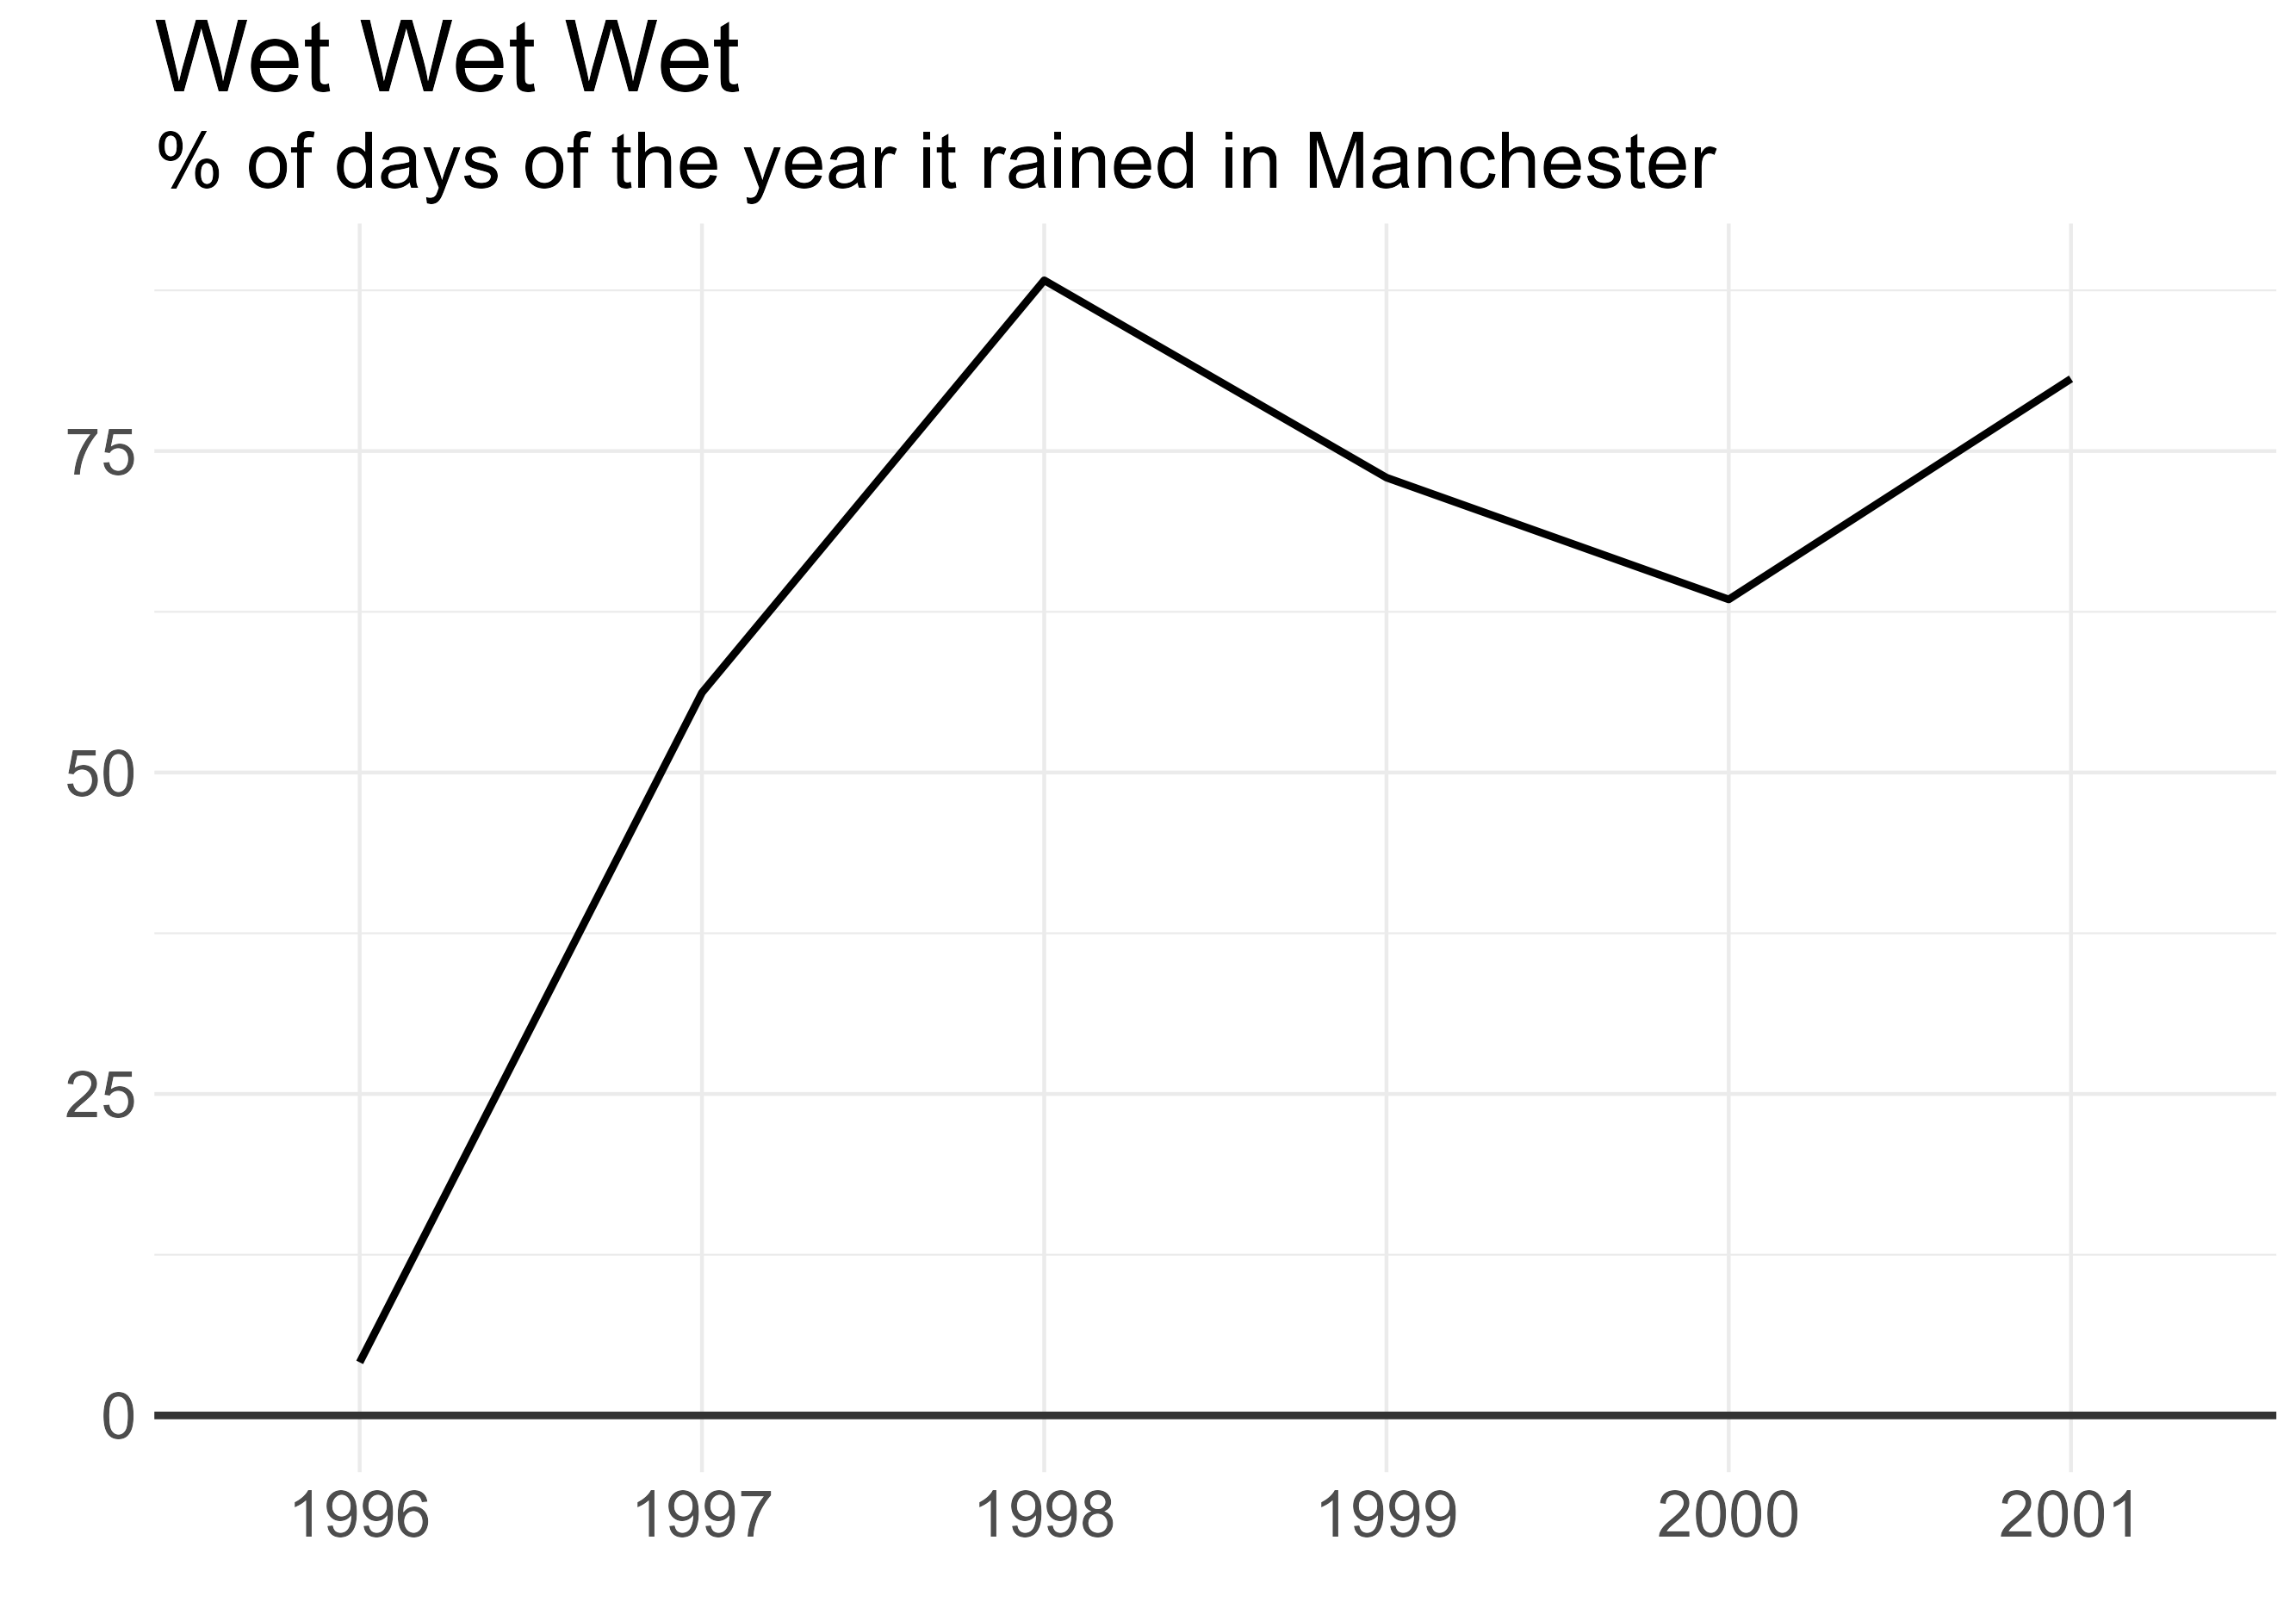 Wet Wet Wet
% of days of the year it rained in Manchester
75
50
25
0
1996 1997 1998 1999 2000 2001